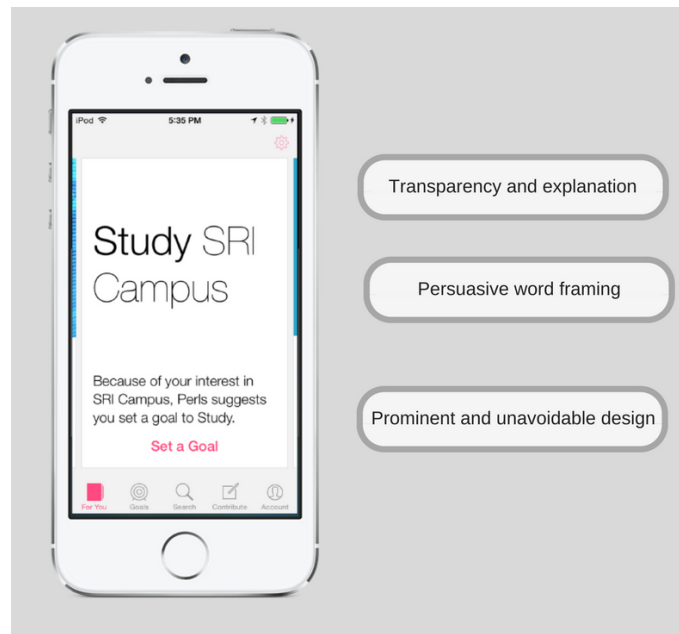 iPod 5:35 PM
Study SRI
Campus
Because of your interest in
SRI Campus, Perls suggests
you set a goal to Study.
Set a Goal
For You Goals Search Contribute Account
Transparency and explanation
Persuasive word framing
Prominent and unavoidable design